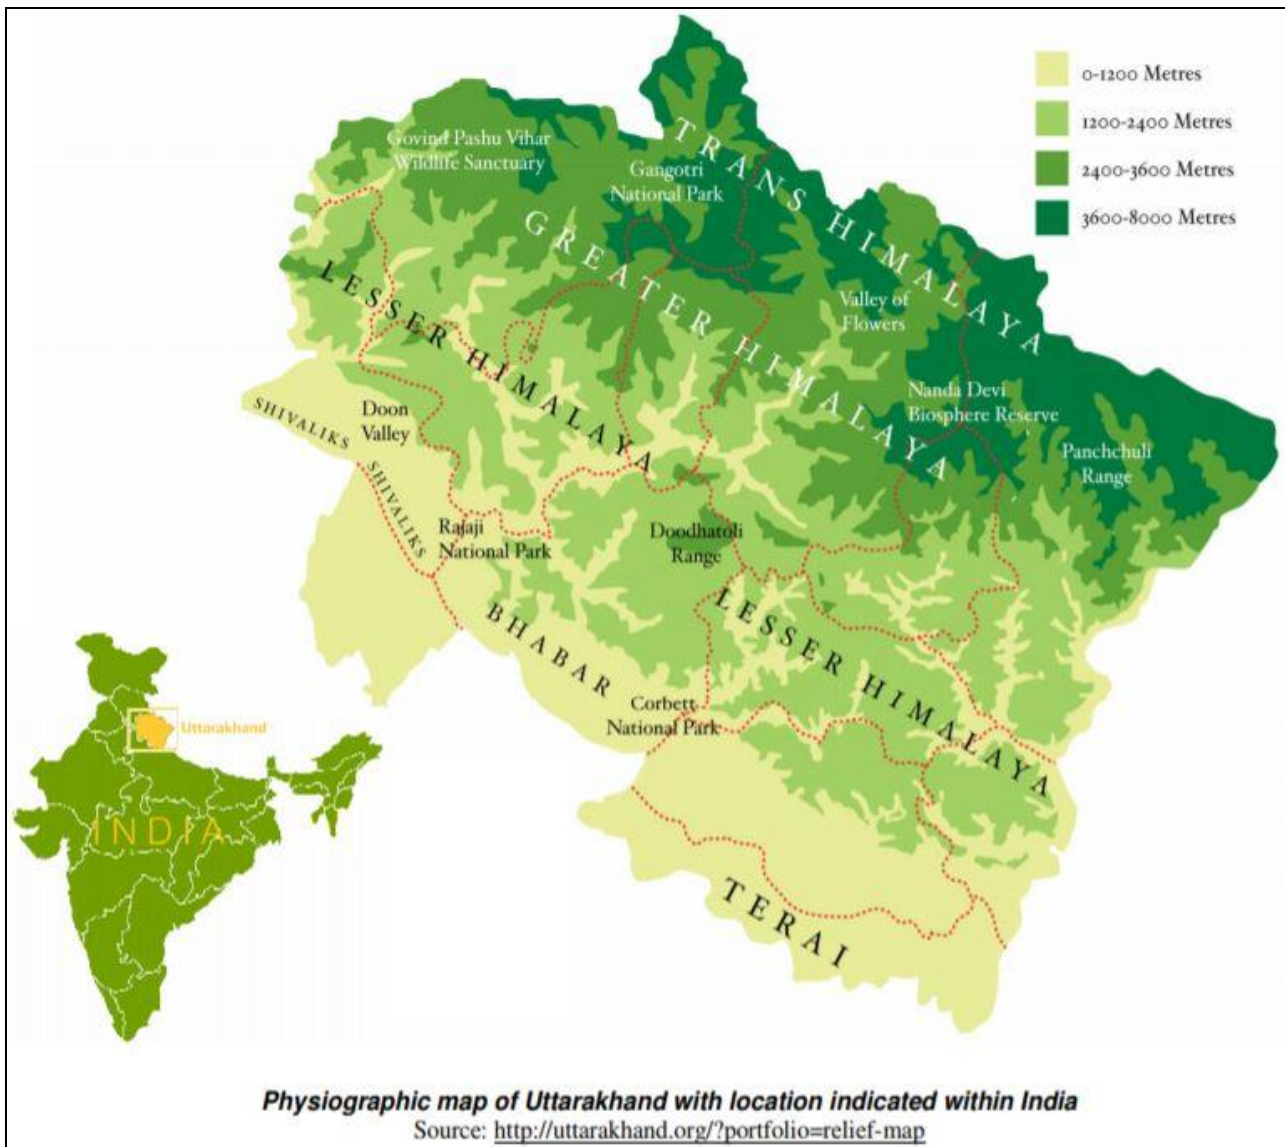 0-1200 Metres
1200-2400 Metres
2400-3600 Metres
3600-8000 Metres
TRANS HIMALAYA
Govind Pashu Vihar
Wildlife Sanctuary
Gangotri
National Park
GREATER HIMALAYA
LESSER HIMALAYA
Valley of
Flowers
Nanda Devi
Biosphere Reserve
Panchchuli
Range
SHIVALIKS
Doon
Valley
SHIVALIKS
Rajaji
National Park
Doodhatoli
Range
BHABAR
LESSER HIMALAYA
Corbett
National Park
TERAI
Uttarakhand
INDIA
Physiographic map of Uttarakhand with location indicated within India
Source: http://uttarakhand.org/?portfolio=relief-map